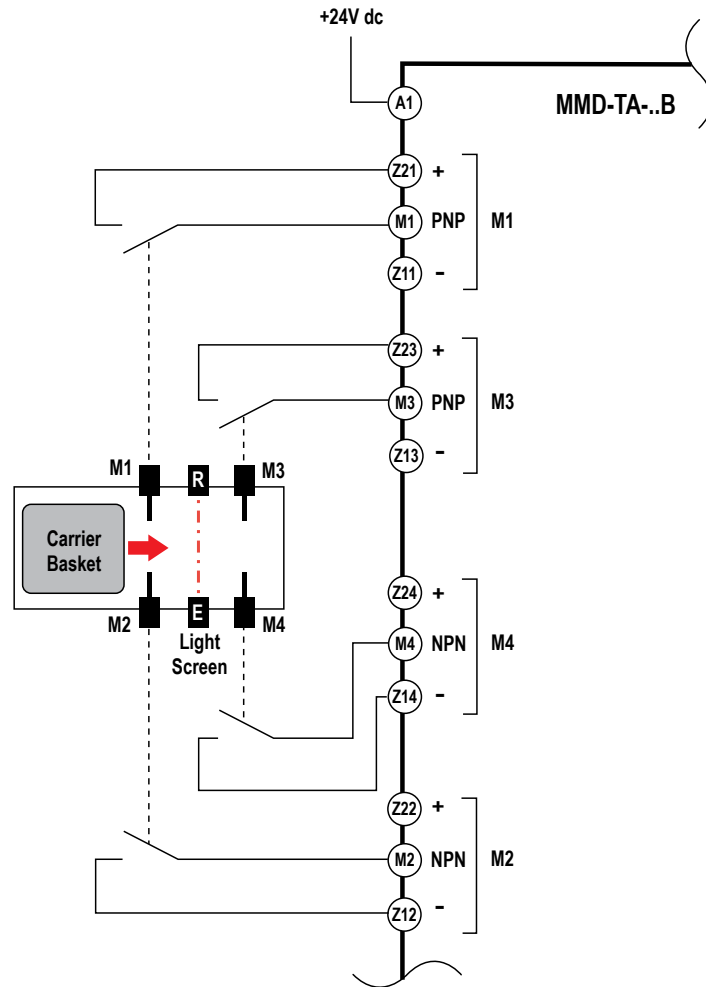 +24V dc
A1
MMD-TA-..B
Z21 +
M1 PNP M1
Z11 -
Z23 +
M3 PNP M3
Z13 -
M1 R M3
Carrier
Basket
M2 E M4
Light
Screen
Z24 +
M4 NPN M4
Z14 -
Z22 +
M2 NPN M2
Z12 -